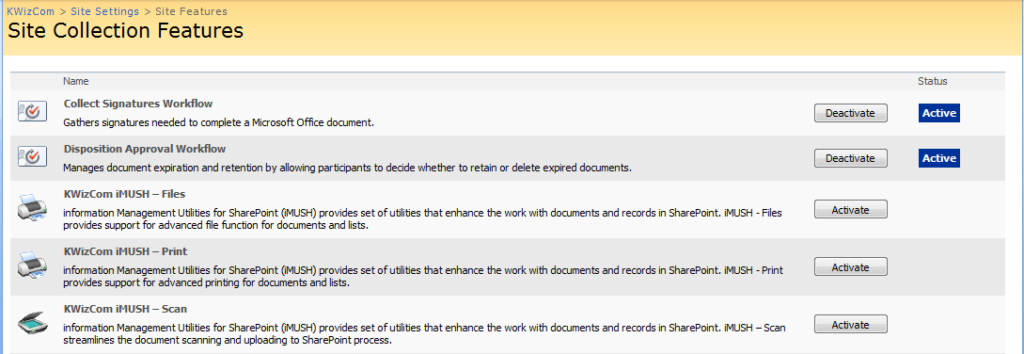 KWizCom > Site Settings > Site Features
Site Collection Features
Name Status
Collect Signatures Workflow
Gathers signatures needed to complete a Microsoft Office document.
Deactivate Active
Disposition Approval Workflow
Manages document expiration and retention by allowing participants to decide whether to retain or delete expired documents.
Deactivate Active
KWizCom iMUSH – Files
information Management Utilities for SharePoint (iMUSH) provides set of utilities that enhance the work with documents and records in SharePoint. iMUSH - Files
provides support for advanced file function for documents and lists.
Activate
KWizCom iMUSH – Print
information Management Utilities for SharePoint (iMUSH) provides set of utilities that enhance the work with documents and records in SharePoint. iMUSH - Print
provides support for advanced printing for documents and lists.
Activate
KWizCom iMUSH – Scan
information Management Utilities for SharePoint (iMUSH) provides set of utilities that enhance the work with documents and records in SharePoint. iMUSH – Scan
streamlines the document scanning and uploading to SharePoint process.
Activate